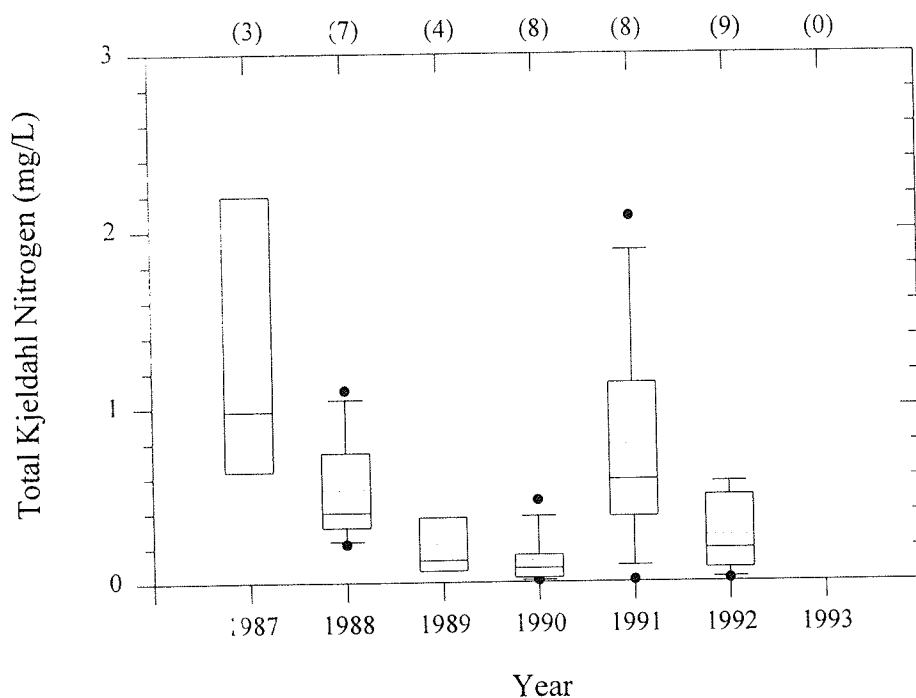 (3) (7) (4) (8) (8) (9) (0)
Total Kjeldahl Nitrogen (mg/L)
3
2
1
0
1987 1988 1989 1990 1991 1992 1993
Year